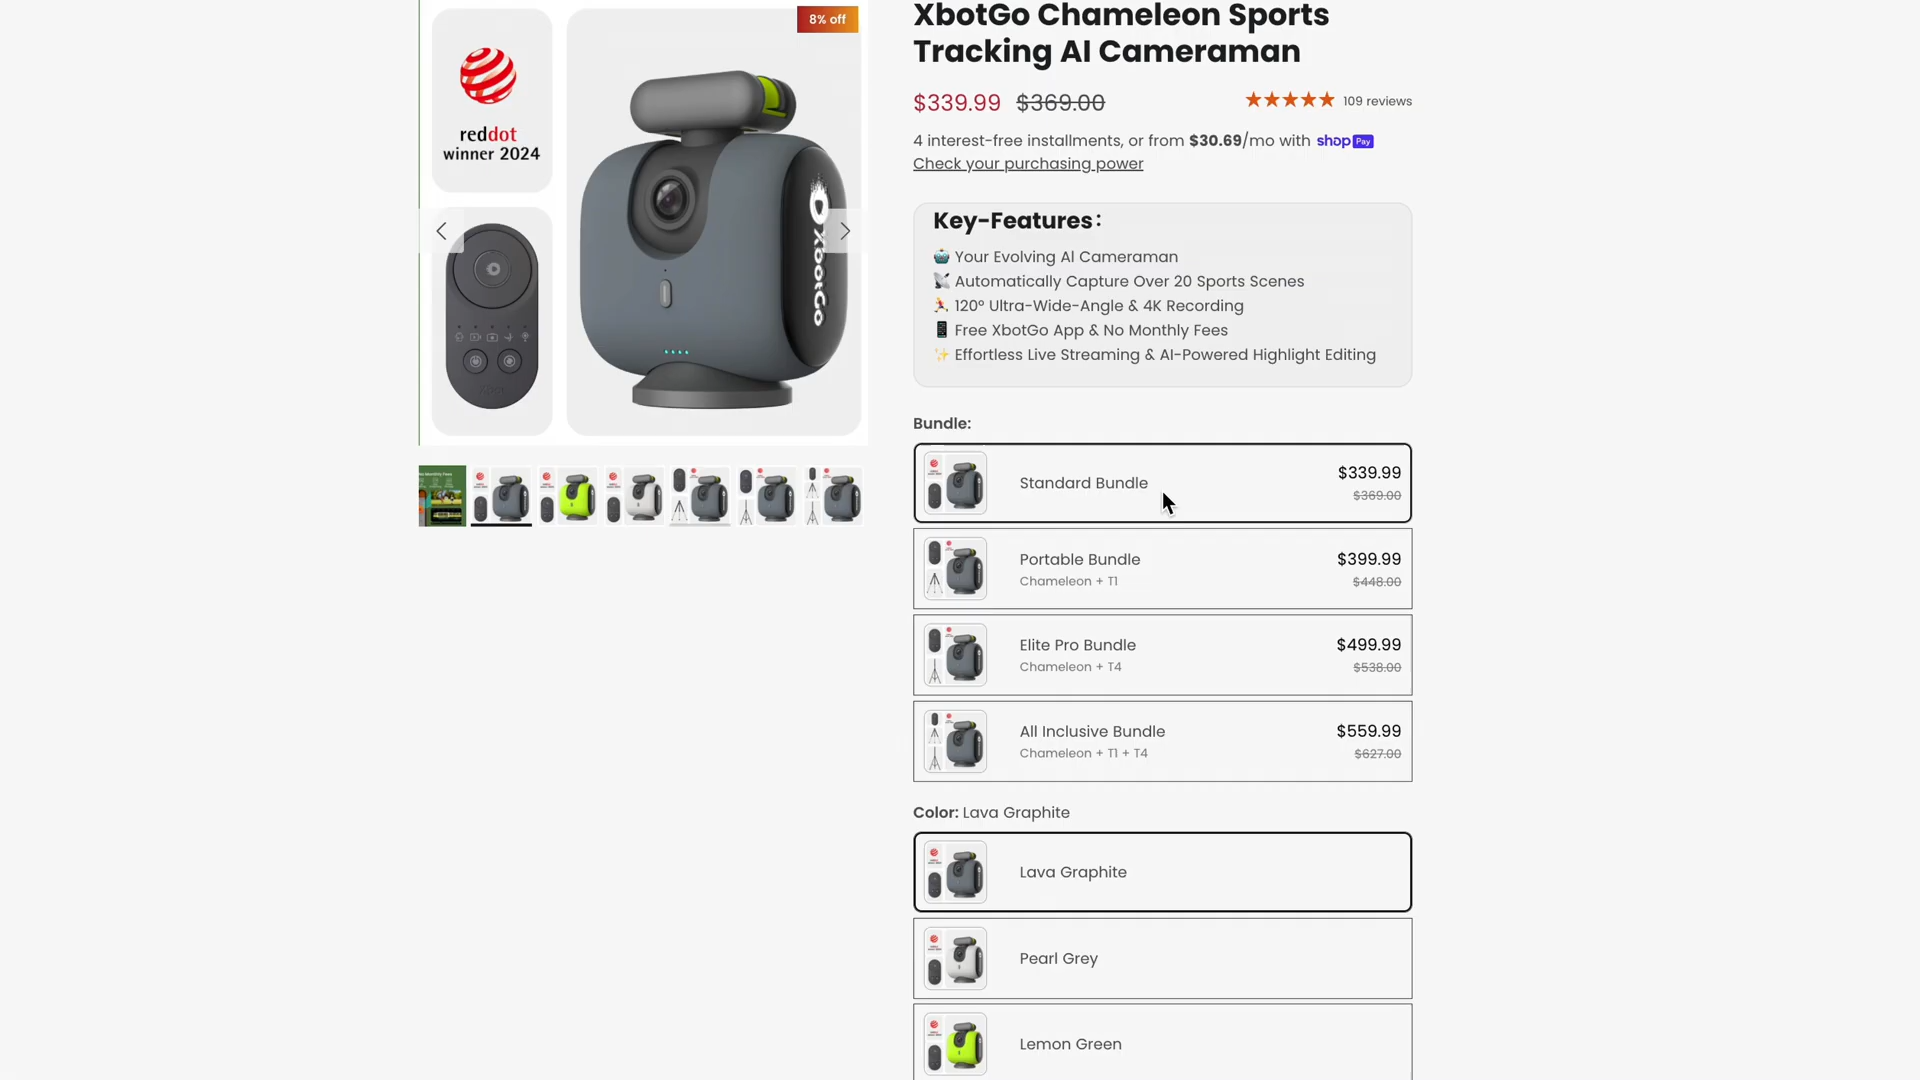 8% off
reddot
winner 2024
XbotGo
XbotGo Chameleon Sports
Tracking AI Cameraman
$339.99 $369.00
109 reviews
4 interest-free installments, or from $30.69/mo with shop Pay
Check your purchasing power
Key-Features:
Your Evolving AI Cameraman
Automatically Capture Over 20 Sports Scenes
120° Ultra-Wide-Angle & 4K Recording
Free XbotGo App & No Monthly Fees
Effortless Live Streaming & AI-Powered Highlight Editing
Bundle:
Standard Bundle
$339.99
$369.00
Portable Bundle
Chameleon + T1
$399.99
$448.00
Elite Pro Bundle
Chameleon + T4
$499.99
$538.00
All Inclusive Bundle
Chameleon + T1 + T4
$559.99
$627.00
Color: Lava Graphite
Lava Graphite
Pearl Grey
Lemon Green